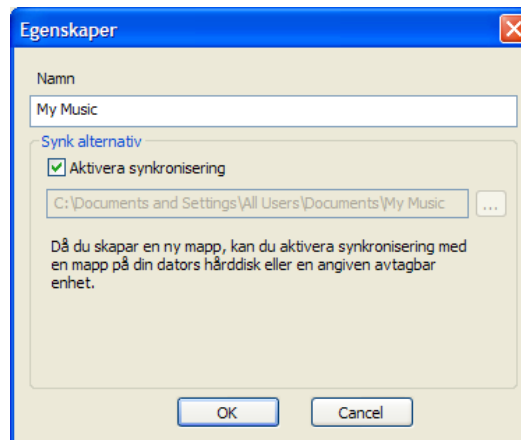 Egenskaper
Namn
My Music
Synk alternativ
Aktivera synkronisering
C:\Documents and Settings\All Users\Documents\My Music
...
Då du skapar en ny mapp, kan du aktivera synkronisering med
en mapp på din dators hårddisk eller en angiven avtagbar
enhet.
OK
Cancel